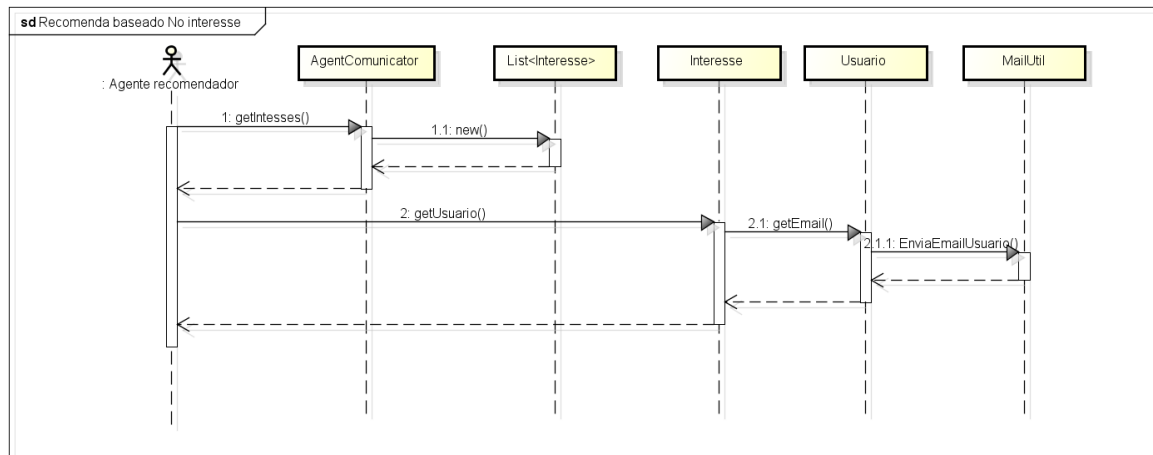 sd Recomenda baseado No interesse
: Agente recomendador
AgentComunicator
List<Interesse>
Interesse
Usuario
MailUtil
1: getIntesses()
1.1: new()
2: getUsuario()
2.1: getEmail()
2.1.1: EnviaEmailUsuario()